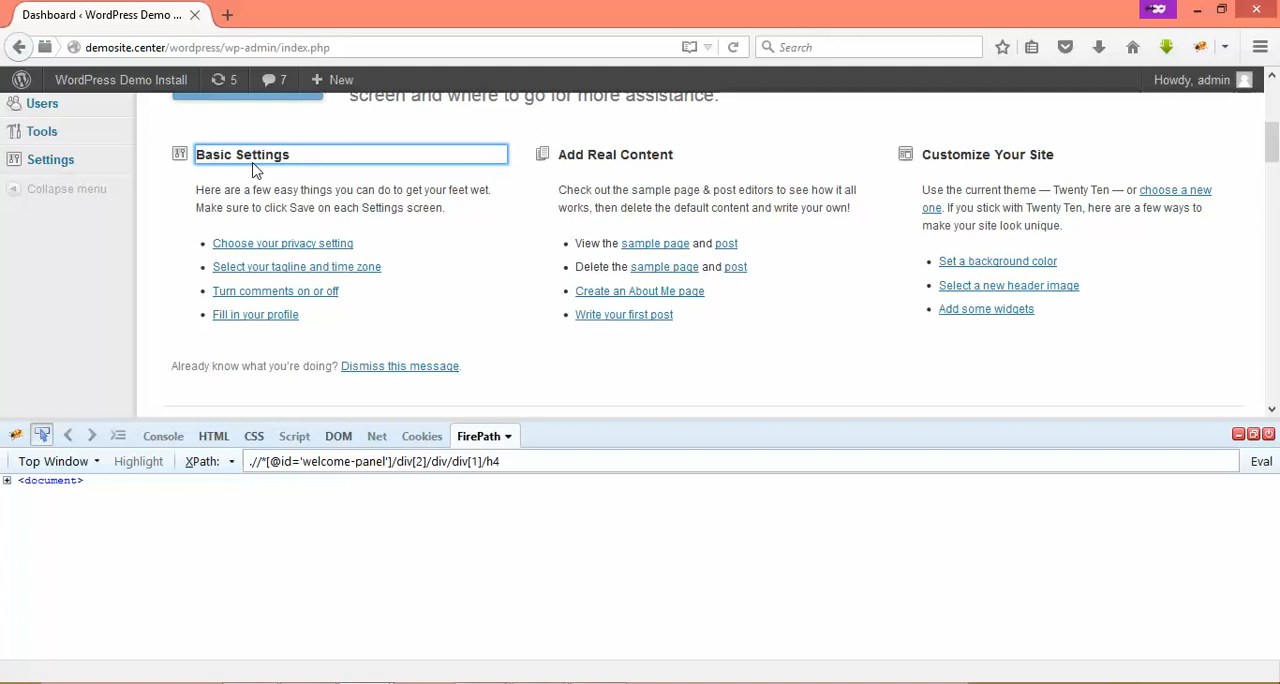 Dashboard ‹ WordPress Demo ...
demosite.center/wordpress/wp-admin/index.php
Search
WordPress Demo Install 5 7 New Howdy, admin
Users
Tools
Settings
Collapse menu
screen and where to go for more assistance:
Basic Settings
Here are a few easy things you can do to get your feet wet.
Make sure to click Save on each Settings screen.
Choose your privacy setting
Select your tagline and time zone
Turn comments on or off
Fill in your profile
Add Real Content
Check out the sample page & post editors to see how it all
works, then delete the default content and write your own!
View the sample page and post
Delete the sample page and post
Create an About Me page
Write your first post
Customize Your Site
Use the current theme — Twenty Ten — or choose a new
one. If you stick with Twenty Ten, here are a few ways to
make your site look unique.
Set a background color
Select a new header image
Add some widgets
Already know what you're doing? Dismiss this message.
Console HTML CSS Script DOM Net Cookies FirePath
Top Window Highlight XPath: .//*[@id='welcome-panel']/div[2]/div/div[1]/h4 Eval
<document>